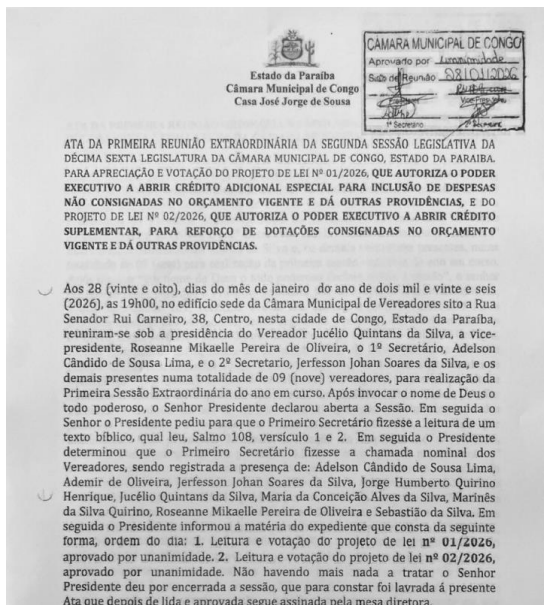 Estado da Paraíba
Câmara Municipal de Congo
Casa José Jorge de Sousa
CÂMARA MUNICIPAL DE CONGO
Aprovado por unanimidade
Sala de Reunião 28/01/2026
Vice-Presidente
1º Secretário
ATA DA PRIMEIRA REUNIÃO EXTRAORDINÁRIA DA SEGUNDA SESSÃO LEGISLATIVA DA
DÉCIMA SEXTA LEGISLATURA DA CÂMARA MUNICIPAL DE CONGO, ESTADO DA PARAIBA.
PARA APRECIAÇÃO E VOTAÇÃO DO PROJETO DE LEI Nº 01/2026, QUE AUTORIZA O PODER
EXECUTIVO A ABRIR CRÉDITO ADICIONAL ESPECIAL PARA INCLUSÃO DE DESPESAS
NÃO CONSIGNADAS NO ORÇAMENTO VIGENTE E DÁ OUTRAS PROVIDÊNCIAS, E DO
PROJETO DE LEI Nº 02/2026, QUE AUTORIZA O PODER EXECUTIVO A ABRIR CRÉDITO
SUPLEMENTAR, PARA REFORÇO DE DOTAÇÕES CONSIGNADAS NO ORÇAMENTO
VIGENTE E DÁ OUTRAS PROVIDÊNCIAS.
Aos 28 (vinte e oito), dias do mês de janeiro do ano de dois mil e vinte e seis
(2026), as 19h00, no edificio sede da Câmara Municipal de Vereadores sito a Rua
Senador Rui Carneiro, 38, Centro, nesta cidade de Congo, Estado da Paraíba,
reuniram-se sob a presidência do Vereador Jucélio Quintans da Silva, a vice-
presidente, Roseanne Mikaelle Pereira de Oliveira, o 1º Secretário, Adelson
Cândido de Sousa Lima, e o 2º Secretario, Jerfesson Johan Soares da Silva, e os
demais presentes numa totalidade de 09 (nove) vereadores, para realização da
Primeira Sessão Extraordinária do ano em curso. Após invocar o nome de Deus o
todo poderoso, o Senhor Presidente declarou aberta a Sessão. Em seguida o
Senhor o Presidente pediu para que o Primeiro Secretário fizesse a leitura de um
texto bíblico, qual leu, Salmo 108, versículo 1 e 2. Em seguida o Presidente
determinou que o Primeiro Secretário fizesse a chamada nominal dos
Vereadores, sendo registrada a presença de: Adelson Cândido de Sousa Lima,
Ademir de Oliveira, Jerfesson Johan Soares da Silva, Jorge Humberto Quirino
Henrique, Jucélio Quintans da Silva, Maria da Conceição Alves da Silva, Marinês
da Silva Quirino, Roseanne Mikaelle Pereira de Oliveira e Sebastião da Silva. Em
seguida o Presidente informou a matéria do expediente que consta da seguinte
forma, ordem do dia: 1. Leitura e votação do projeto de lei nº 01/2026,
aprovado por unanimidade. 2. Leitura e votação do projeto de lei nº 02/2026,
aprovado por unanimidade. Não havendo mais nada a tratar o Senhor
Presidente deu por encerrada a sessão, que para constar foi lavrada á presente
Ata que depois de lida e aprovada segue assinada pela mesa diretora.